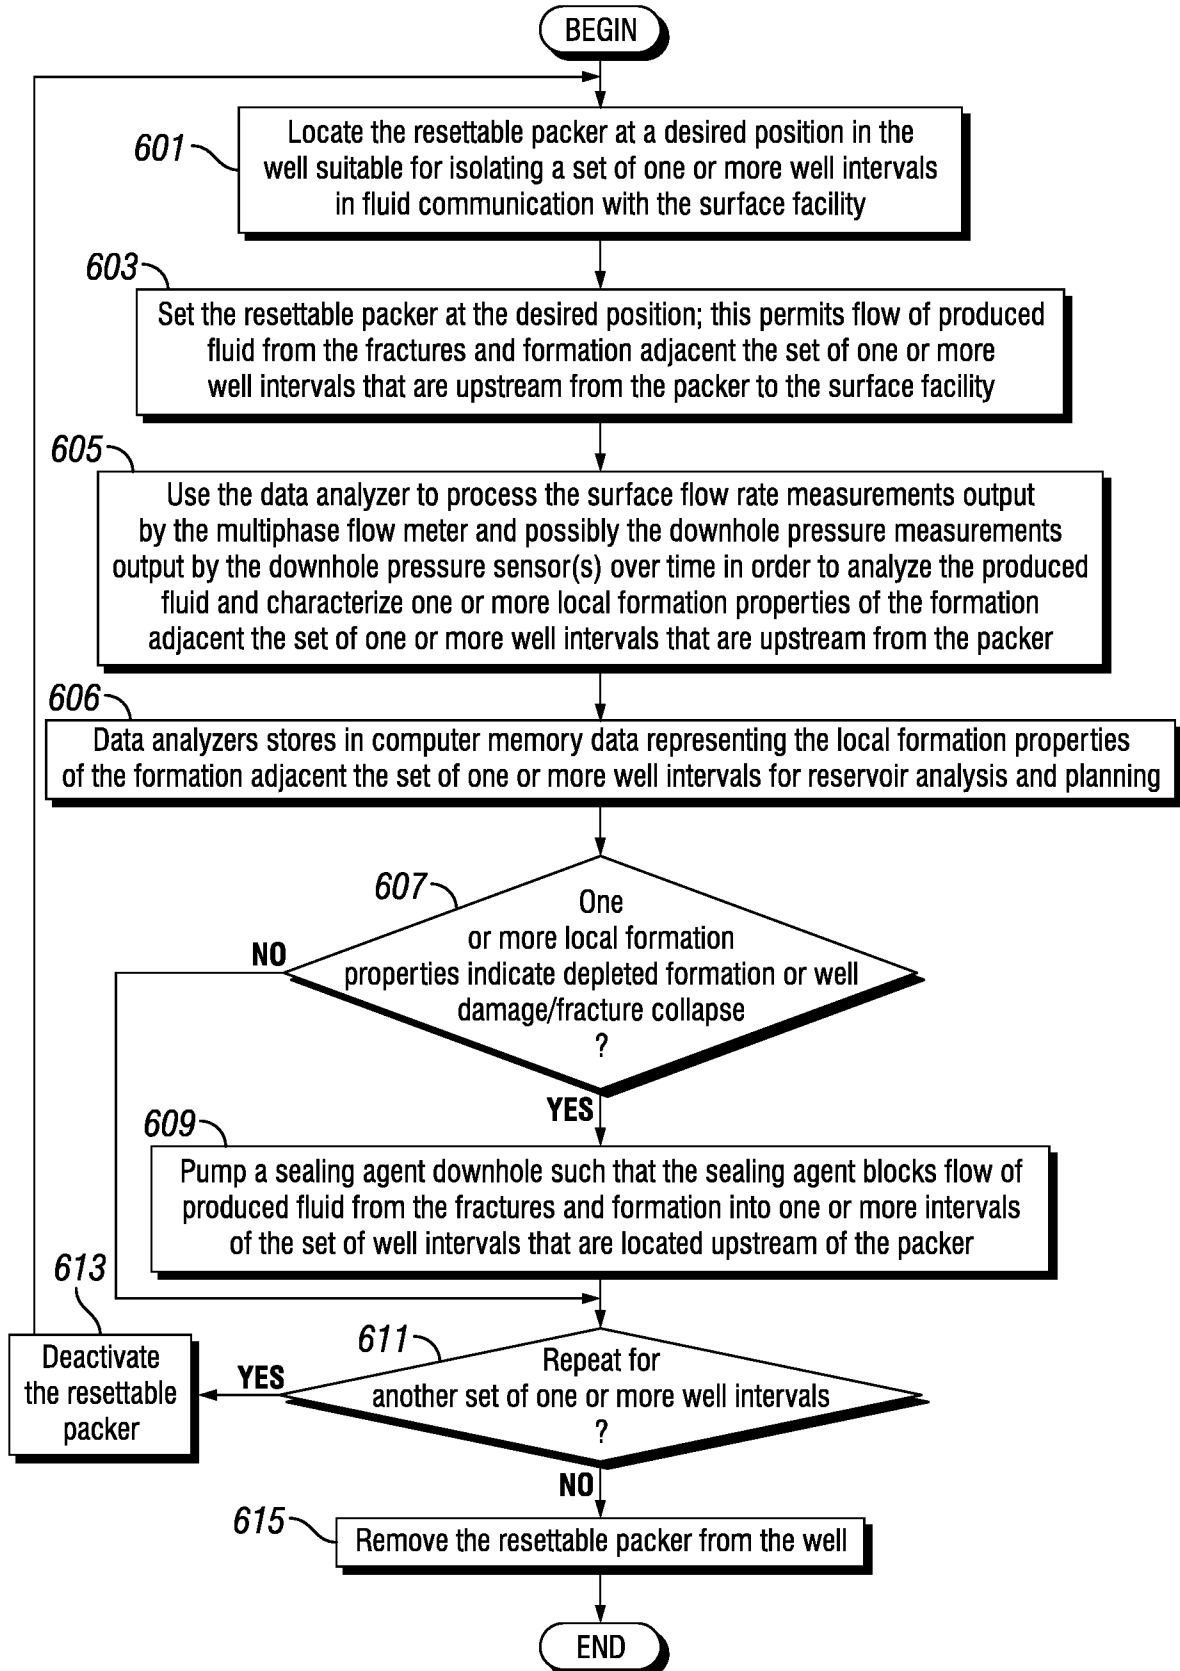 BEGIN
601
Locate the resettable packer at a desired position in the
well suitable for isolating a set of one or more well intervals
in fluid communication with the surface facility
603
Set the resettable packer at the desired position; this permits flow of produced
fluid from the fractures and formation adjacent the set of one or more
well intervals that are upstream from the packer to the surface facility
605
Use the data analyzer to process the surface flow rate measurements output
by the multiphase flow meter and possibly the downhole pressure measurements
output by the downhole pressure sensor(s) over time in order to analyze the produced
fluid and characterize one or more local formation properties of the formation
adjacent the set of one or more well intervals that are upstream from the packer
606
Data analyzers stores in computer memory data representing the local formation properties
of the formation adjacent the set of one or more well intervals for reservoir analysis and planning
607
One
or more local formation
properties indicate depleted formation or well
damage/fracture collapse
?
NO
YES
609
Pump a sealing agent downhole such that the sealing agent blocks flow of
produced fluid from the fractures and formation into one or more intervals
of the set of well intervals that are located upstream of the packer
611
Repeat for
another set of one or more well intervals
?
YES
613
Deactivate
the resettable
packer
NO
615
Remove the resettable packer from the well
END